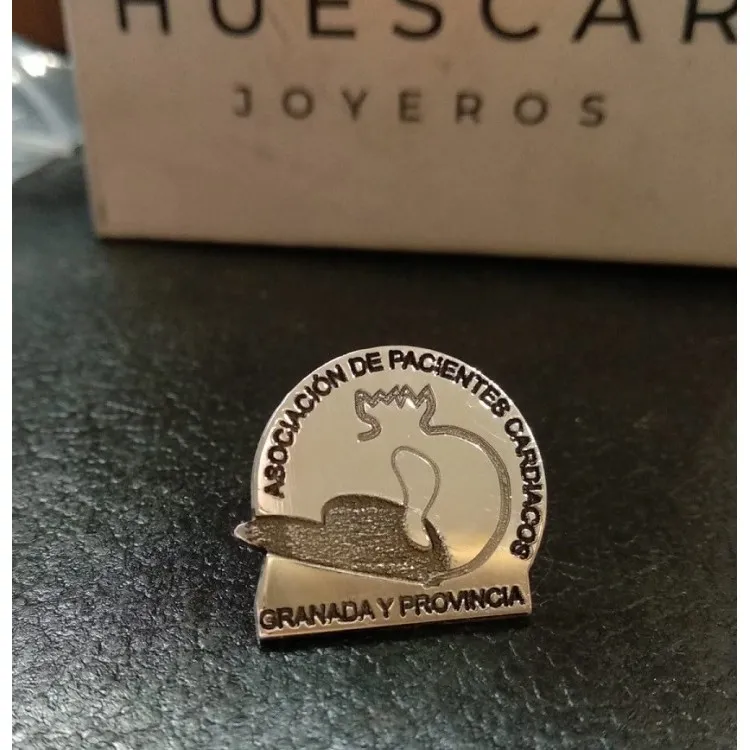 HUESCAR
JOYEROS
ASOCIACIÓN DE PACIENTES CARDIACOS
GRANADA Y PROVINCIA